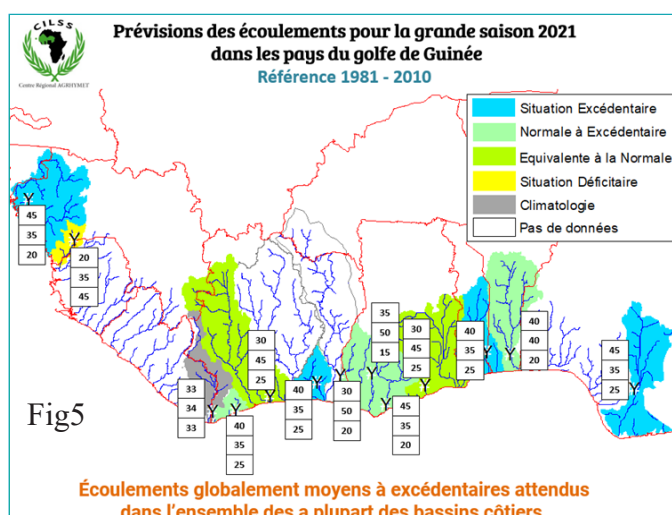 CILSS
Centre Régional AGRHYMET
Prévisions des écoulements pour la grande saison 2021
dans les pays du golfe de Guinée
Référence 1981 - 2010
Situation Excédentaire
Normale à Excédentaire
Equivalente à la Normale
Situation Déficitaire
Climatologie
Pas de données
45
35
20
20
35
45
33
34
33
40
35
25
30
45
25
40
35
25
30
50
20
35
50
15
45
35
20
30
45
25
40
35
25
40
40
20
45
35
25
Fig5
Écoulements globalement moyens à excédentaires attendus
dans l'ensemble des a plupart des bassins côtiers